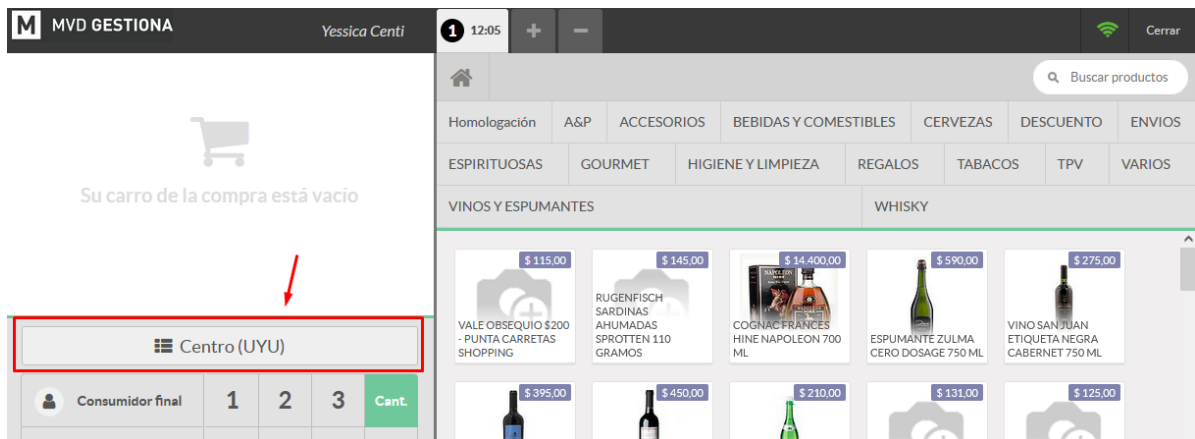 M MVD GESTIONA
Yessica Centi
1 12:05 + −
Cerrar
Buscar productos
Homologación A&P ACCESORIOS BEBIDAS Y COMESTIBLES CERVEZAS DESCUENTO ENVIOS
ESPIRITUOSAS GOURMET HIGIENE Y LIMPIEZA REGALOS TABACOS TPV VARIOS
VINOS Y ESPUMANTES WHISKY
Su carro de la compra está vacío
Centro (UYU)
Consumidor final 1 2 3 Cant.
$ 115,00
VALE OBSEQUIO $200
- PUNTA CARRETAS
SHOPPING
$ 145,00
RUGENFISCH
SARDINAS
AHUMADAS
SPROTTEN 110
GRAMOS
$ 14.400,00
NAPOLEON
COGNAC FRANCES
HINE NAPOLEON 700
ML
$ 590,00
ESPUMANTE ZULMA
CERO DOSAGE 750 ML
$ 275,00
VINO SAN JUAN
ETIQUETA NEGRA
CABERNET 750 ML
$ 395,00
$ 450,00
$ 210,00
$ 131,00
$ 125,00